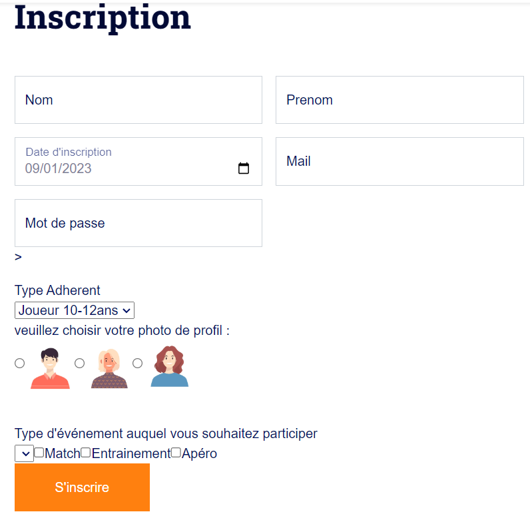 Inscription
Nom
Prenom
Date d'inscription
09/01/2023
Mail
Mot de passe
>
Type Adherent
Joueur 10-12ans
veuillez choisir votre photo de profil :
Type d'événement auquel vous souhaitez participer
Match Entrainement Apéro
S'inscrire